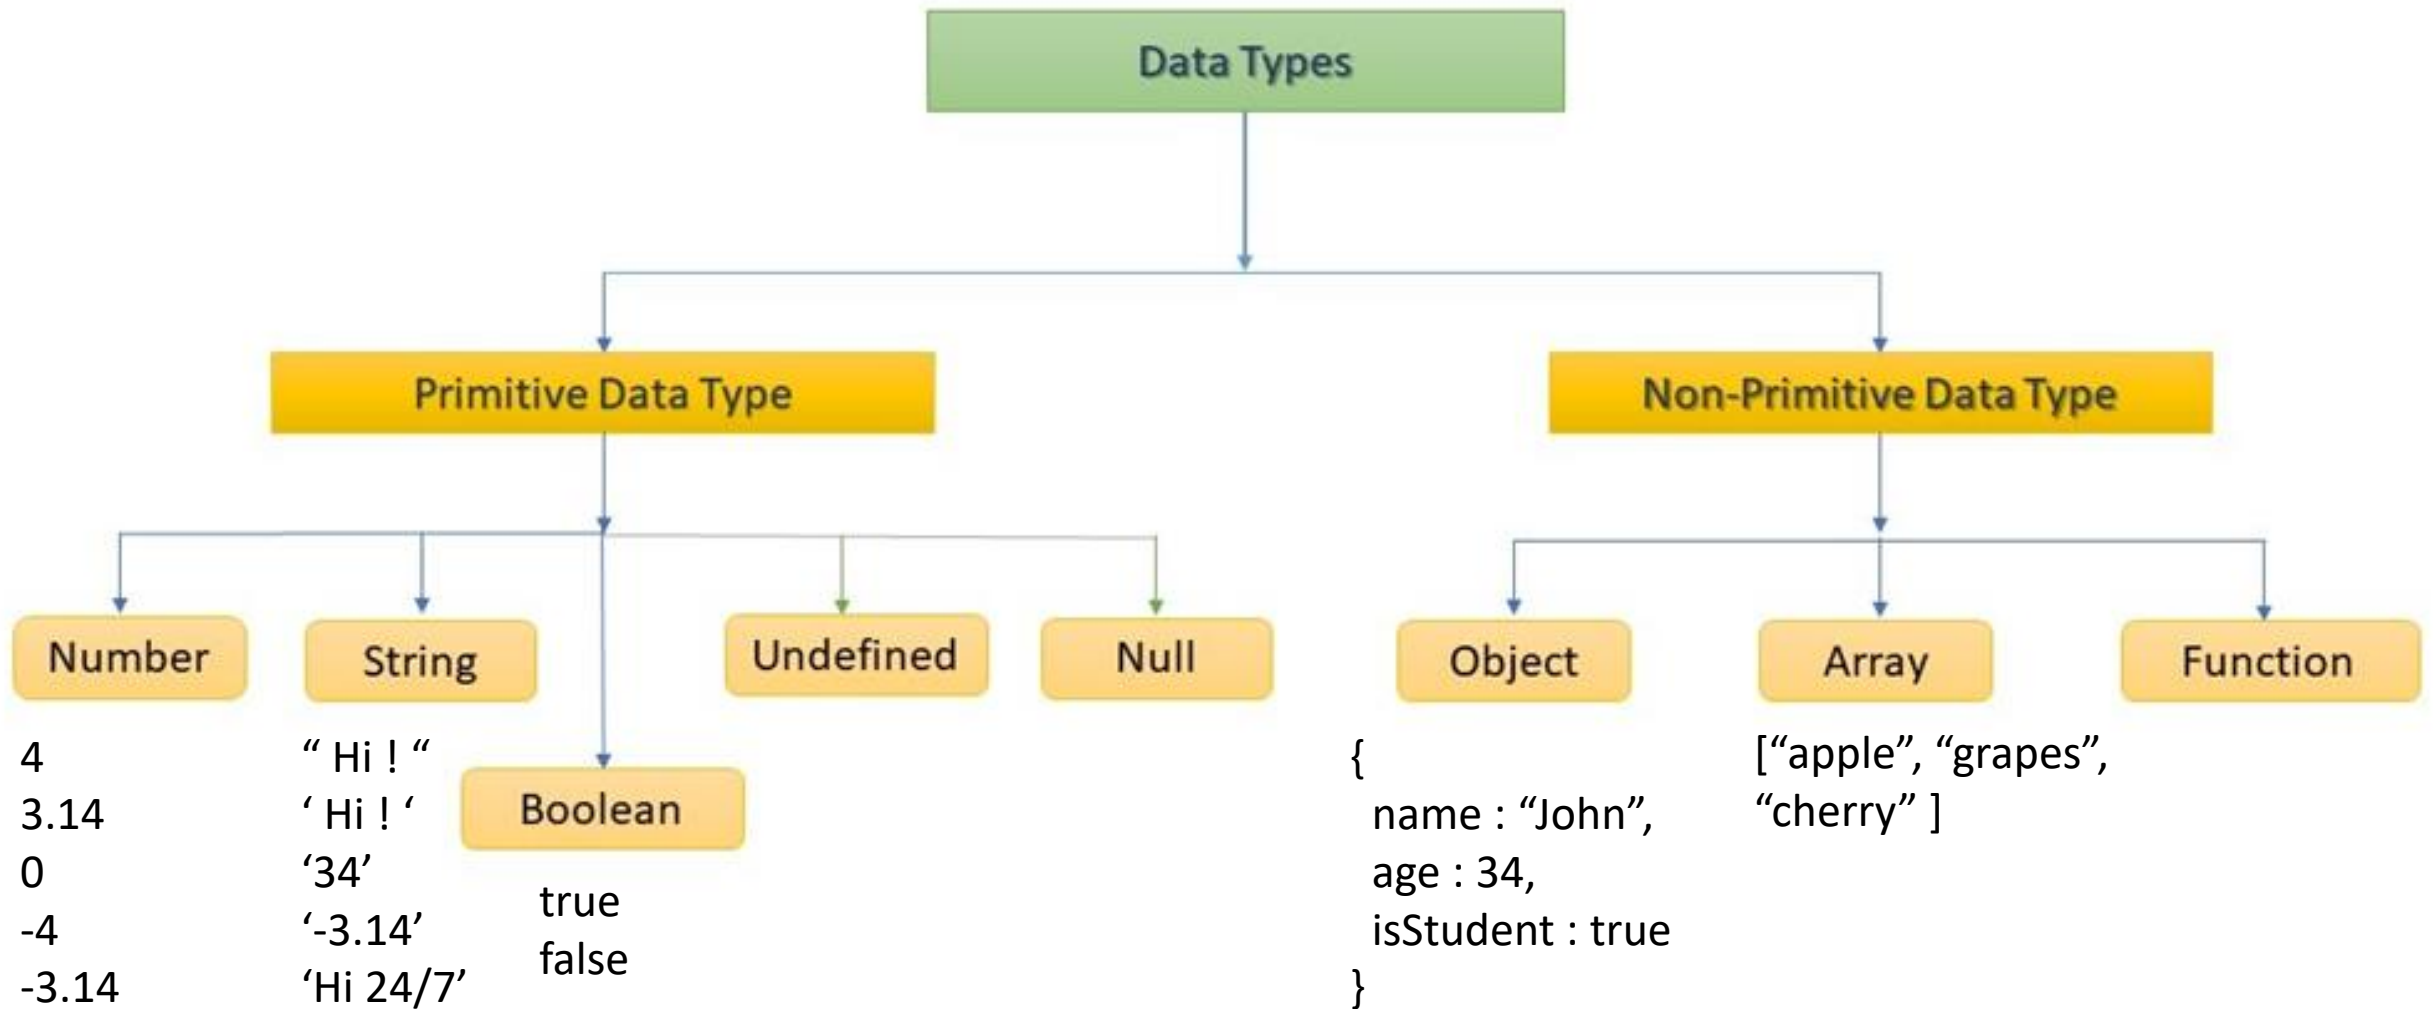 Data Types
Primitive Data Type
Non-Primitive Data Type
Number
String
Boolean
Undefined
Null
Object
Array
Function
4
3.14
0
-4
-3.14
“ Hi ! “
‘ Hi ! ‘
‘34’
‘-3.14’
‘Hi 24/7’
true
false
{
name : “John”,
age : 34,
isStudent : true
}
[“apple”, “grapes”,
“cherry” ]